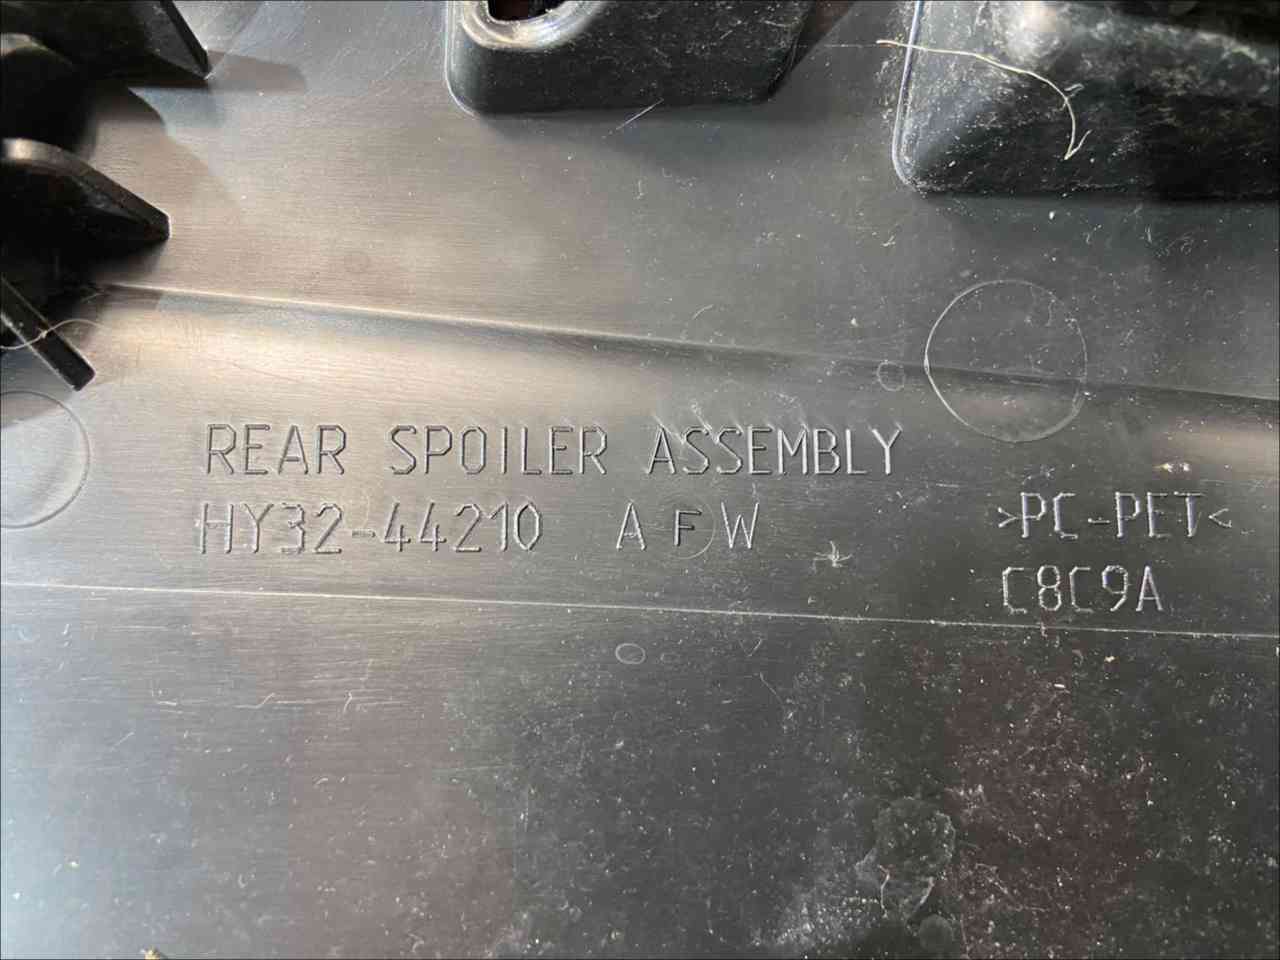 REAR SPOILER ASSEMBLY
HY32-44210 A F W
>PC-PET<
C8C9A